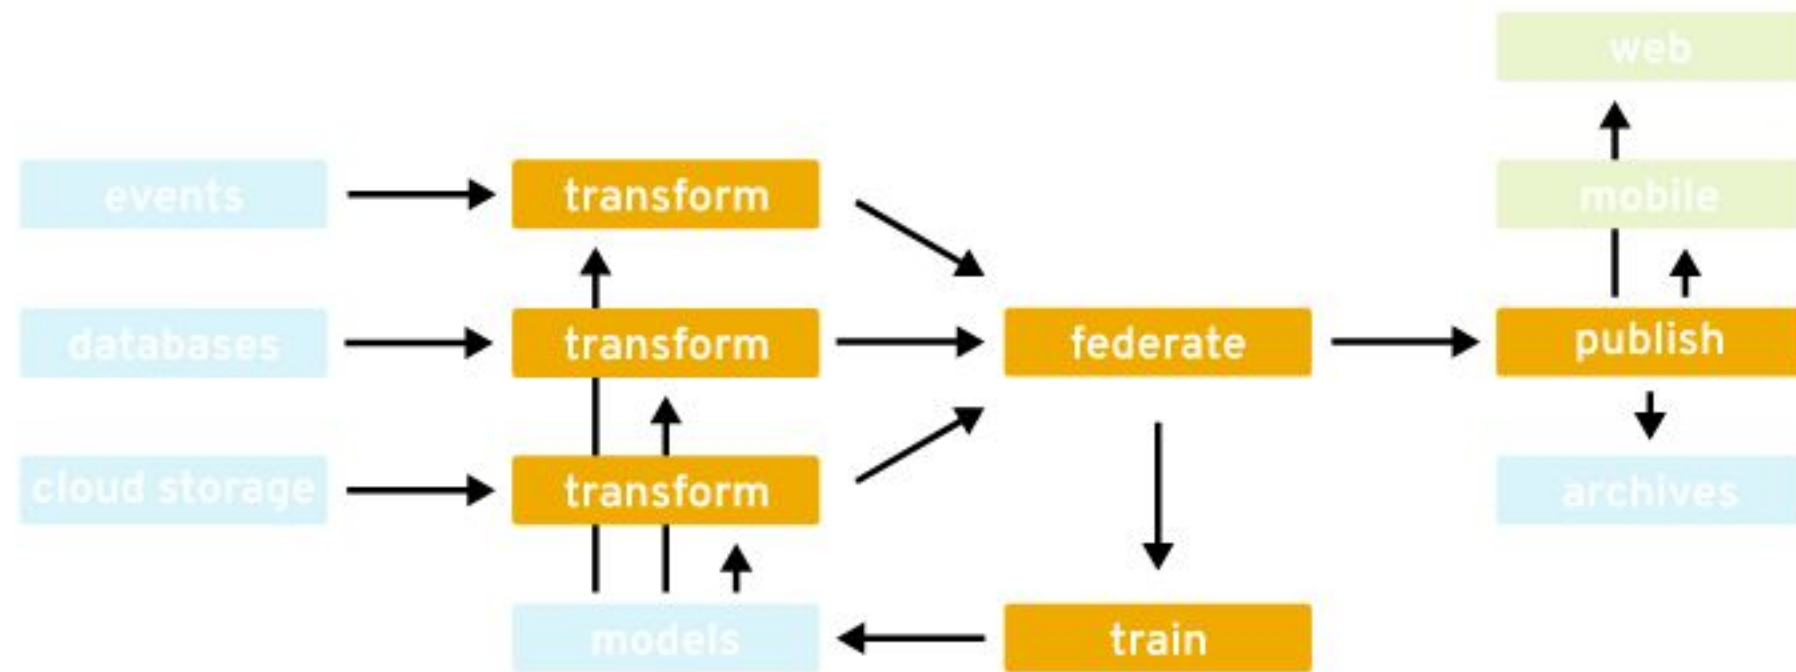 web
events
transform
mobile
databases
transform
federate
publish
cloud storage
transform
archives
models
train